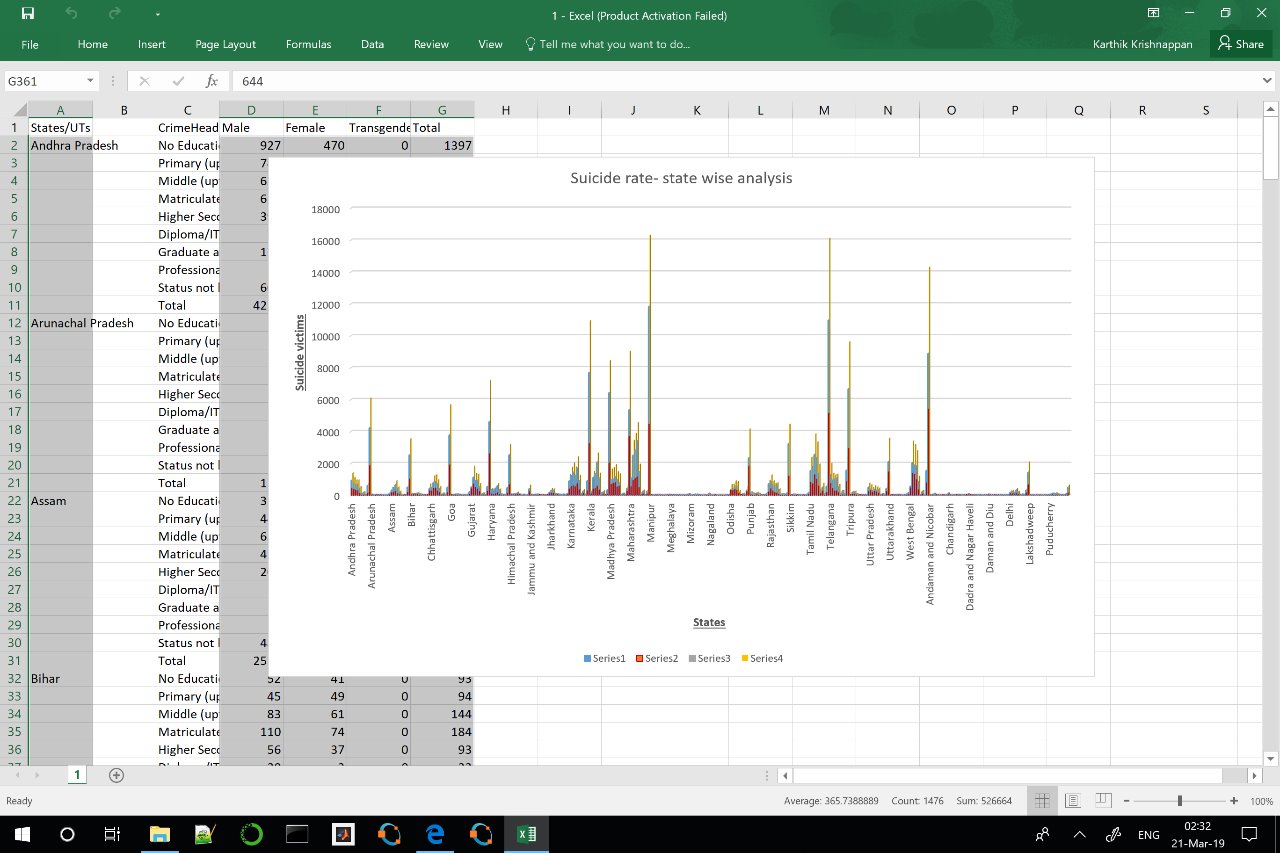 1 - Excel (Product Activation Failed)
File Home Insert Page Layout Formulas Data Review View Tell me what you want to do... Karthik Krishnappan Share
G361 fx 644
A B C D E F G H I J K L M N O P Q R S
1 States/UTs CrimeHead Male Female Transgende Total
2 Andhra Pradesh No Educati 927 470 0 1397
3 Primary (up 7
4 Middle (up 6
5 Matriculate 6
6 Higher Seco 3
7 Diploma/IT
8 Graduate a 1
9 Professiona
10 Status not 6
11 Total 42
12 Arunachal Pradesh No Educati
13 Primary (up
14 Middle (up
15 Matriculate
16 Higher Seco
17 Diploma/IT
18 Graduate a
19 Professiona
20 Status not
21 Total 1
22 Assam No Educati 3
23 Primary (up 4
24 Middle (up 6
25 Matriculate 4
26 Higher Seco 2
27 Diploma/IT
28 Graduate a
29 Professiona
30 Status not 4
31 Total 25
32 Bihar No Educati 52 41 0 93
33 Primary (up 45 49 0 94
34 Middle (up 83 61 0 144
35 Matriculate 110 74 0 184
36 Higher Seco 56 37 0 93
Suicide rate- state wise analysis
18000
16000
14000
12000
10000
8000
6000
4000
2000
0
Suicide victims
Andhra Pradesh
Arunachal Pradesh
Assam
Bihar
Chhattisgarh
Goa
Gujarat
Haryana
Himachal Pradesh
Jammu and Kashmir
Jharkhand
Karnataka
Kerala
Madhya Pradesh
Maharashtra
Manipur
Meghalaya
Mizoram
Nagaland
Odisha
Punjab
Rajasthan
Sikkim
Tamil Nadu
Telangana
Tripura
Uttar Pradesh
Uttarakhand
West Bengal
Andaman and Nicobar
Chandigarh
Dadra and Nagar Haveli
Daman and Diu
Delhi
Lakshadweep
Puducherry
States
Series1 Series2 Series3 Series4
1
Ready Average: 365.7388889 Count: 1476 Sum: 526664 100%
ENG 02:32
21-Mar-19